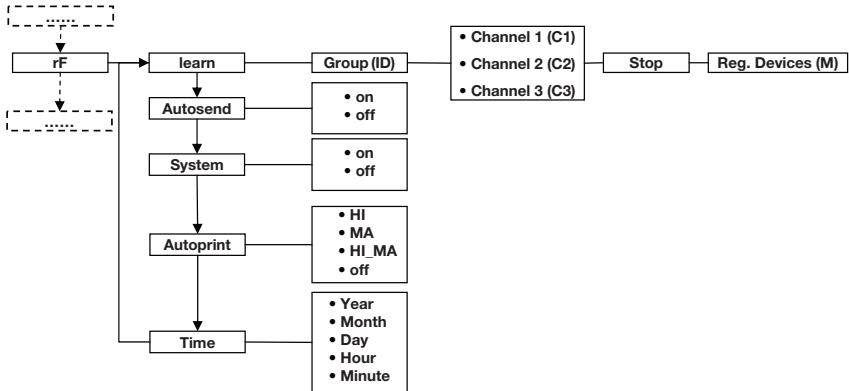 ......
rF
......
learn
Group (ID)
• Channel 1 (C1)
• Channel 2 (C2)
• Channel 3 (C3)
Stop
Reg. Devices (M)
Autosend
• on
• off
System
• on
• off
Autoprint
• HI
• MA
• HI_MA
• off
Time
• Year
• Month
• Day
• Hour
• Minute